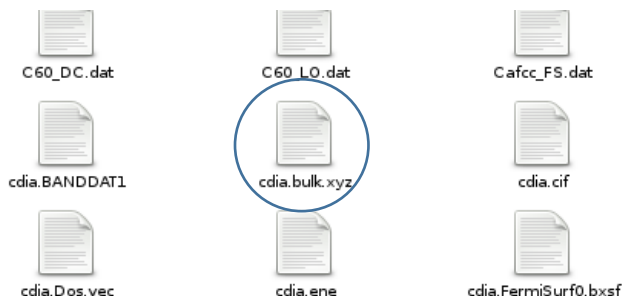 C60_DC.dat C60_LO.dat Cafcc_FS.dat
cdia.BANDDAT1 cdia.bulk.xyz cdia.cif
cdia.Dos.vec cdia.ene cdia.FermiSurf0.bxsf